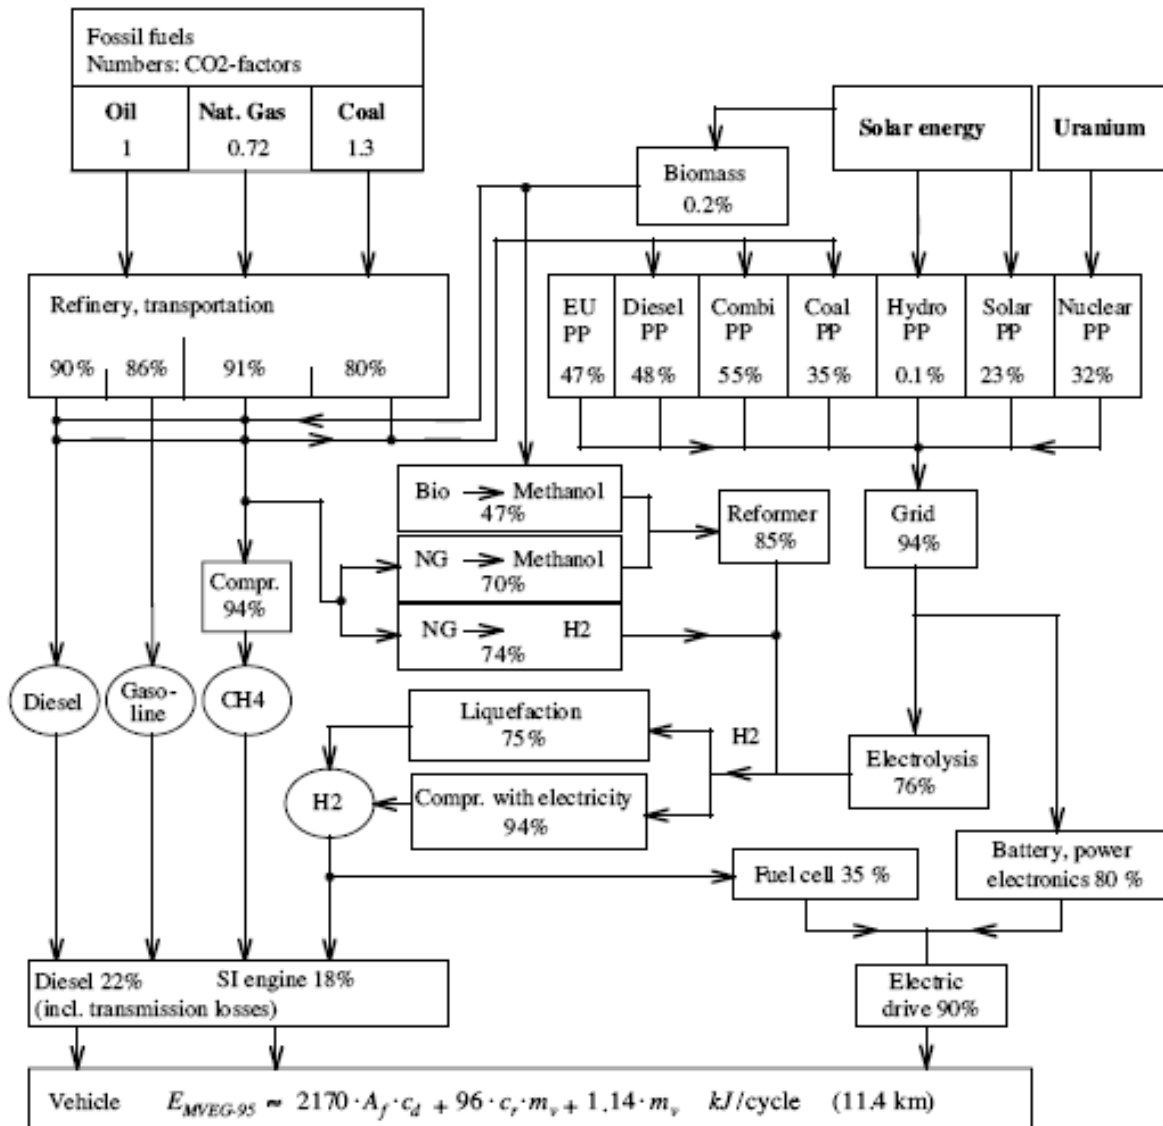 Fossil fuels
Numbers: CO2-factors
Oil Nat. Gas Coal
1 0.72 1.3
Solar energy
Uranium
Biomass
0.2%
Refinery, transportation
90% 86% 91% 80%
EU PP 47%
Diesel PP 48%
Combi PP 55%
Coal PP 35%
Hydro PP 0.1%
Solar PP 23%
Nuclear PP 32%
Bio Methanol
47%
NG Methanol
70%
NG H2
74%
Reformer
85%
Grid
94%
Compr.
94%
Diesel
Gaso-
line
CH4
Liquefaction
75%
H2
Electrolysis
76%
H2
Compr. with electricity
94%
Fuel cell 35 %
Battery, power
electronics 80 %
Diesel 22% SI engine 18%
(incl. transmission losses)
Electric
drive 90%
Vehicle E_MVEG-95 ≈ 2170 · A_f · c_d + 96 · c_r · m_v + 1.14 · m_v kJ/cycle (11.4 km)